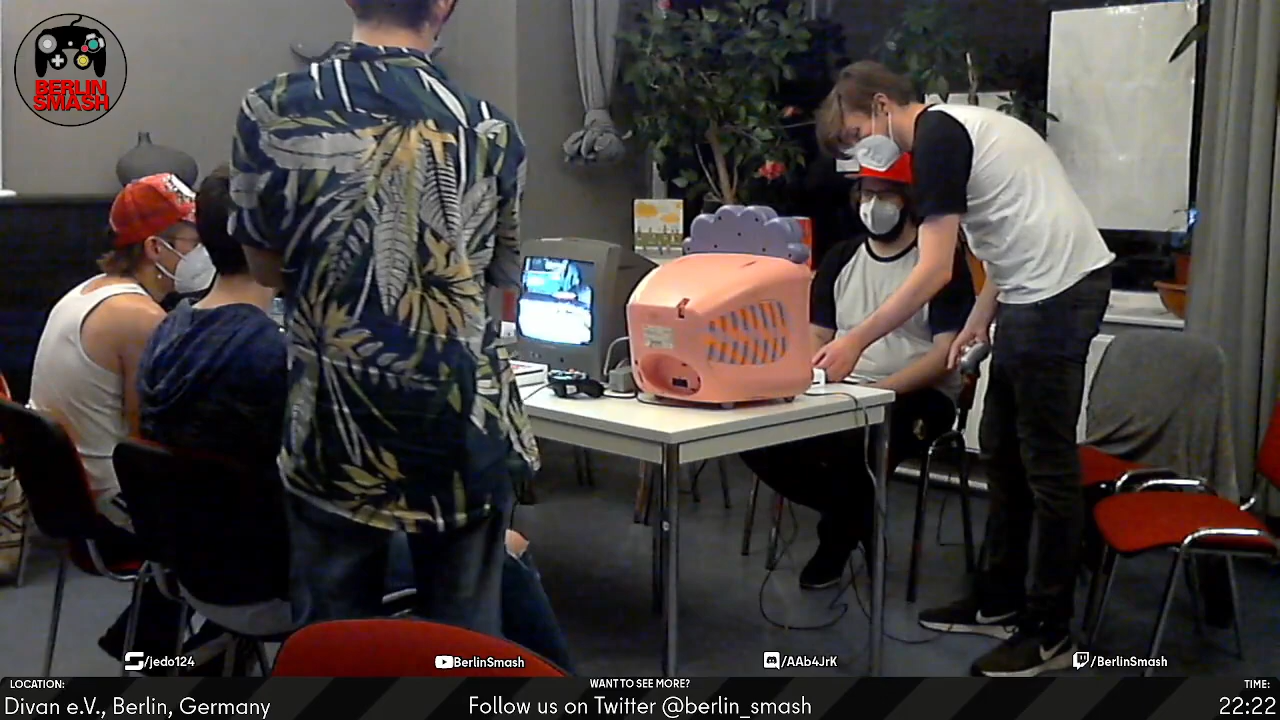 BERLIN
SMASH
/jedo124
BerlinSmash
/AAb4JrK
/BerlinSmash
LOCATION:
WANT TO SEE MORE?
TIME:
Divan e.V., Berlin, Germany
Follow us on Twitter @berlin_smash
22:22